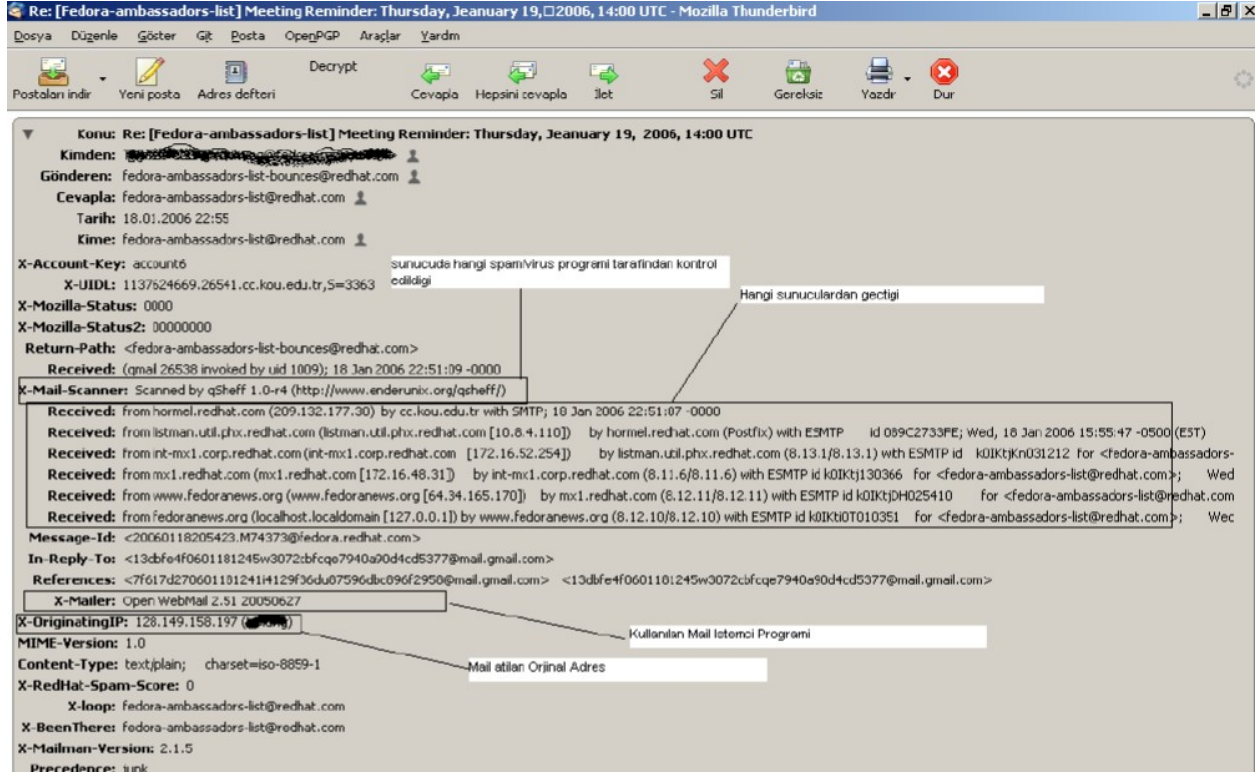 Re: [Fedora-ambassadors-list] Meeting Reminder: Thursday, Jeanuary 19,□2006, 14:00 UTC - Mozilla Thunderbird
Dosya Düzenle Göster Git Posta OpenPGP Araçlar Yardm
Postaları indir Yeni posta Adres defteri Decrypt Cevapla Hepsini cevapla İlet Sil Gereksiz Yazdır Dur
Konu: Re: [Fedora-ambassadors-list] Meeting Reminder: Thursday, Jeanuary 19, 2006, 14:00 UTC
Kimden:
Gönderen: fedora-ambassadors-list-bounces@redhat.com
Cevapla: fedora-ambassadors-list@redhat.com
Tarih: 18.01.2006 22:55
Kime: fedora-ambassadors-list@redhat.com
X-Account-Key: account6
sunucuda hangi spam/virus programi tarafindan kontrol
edildigi
X-UIDL: 1137624669.26541.cc.kou.edu.tr,S=3363
Hangi sunuculardan gectigi
X-Mozilla-Status: 0000
X-Mozilla-Status2: 00000000
Return-Path: <fedora-ambassadors-list-bounces@redhat.com>
Received: (qmail 26538 invoked by uid 1009); 18 Jan 2006 22:51:09 -0000
X-Mail-Scanner: Scanned by qSheff 1.0-r4 (http://www.enderunix.org/qsheff/)
Received: from hormel.redhat.com (209.132.177.30) by cc.kou.edu.tr with SMTP; 18 Jan 2006 22:51:07 -0000
Received: from listman.util.phx.redhat.com (listman.util.phx.redhat.com [10.8.4.110]) by hormel.redhat.com (Postfix) with ESMTP id 089C2733FE; Wed, 18 Jan 2006 15:55:47 -0500 (EST)
Received: from int-mx1.corp.redhat.com (int-mx1.corp.redhat.com [172.16.52.254]) by listman.util.phx.redhat.com (8.13.1/8.13.1) with ESMTP id k0IKtjKn031212 for <fedora-ambassadors-
Received: from mx1.redhat.com (mx1.redhat.com [172.16.48.31]) by int-mx1.corp.redhat.com (8.11.6/8.11.6) with ESMTP id k0IKtj130366 for <fedora-ambassadors-list@redhat.com>; Wed
Received: from www.fedoranews.org (www.fedoranews.org [64.34.165.170]) by mx1.redhat.com (8.12.11/8.12.11) with ESMTP id k0IKtjDH025410 for <fedora-ambassadors-list@redhat.com
Received: from fedoranews.org (localhost.localdomain [127.0.0.1]) by www.fedoranews.org (8.12.10/8.12.10) with ESMTP id k0IKti0T010351 for <fedora-ambassadors-list@redhat.com>; Wec
Message-Id: <20060118205423.M74373@fedora.redhat.com>
In-Reply-To: <13dbfe4f0601181245w3072cbfcqe7940a90d4cd5377@mail.gmail.com>
References: <13dbfe4f0601181245w3072cbfcqe7940a90d4cd5377@mail.gmail.com>
X-Mailer: Open WebMail 2.51 20050627
X-OriginatingIP: 128.149.158.197
Kullanılan Mail Istemci Programi
MIME-Version: 1.0
Content-Type: text/plain; charset=iso-8859-1
Mail atilan Orjinal Adres
X-RedHat-Spam-Score: 0
X-loop: fedora-ambassadors-list@redhat.com
X-BeenThere: fedora-ambassadors-list@redhat.com
X-Mailman-Version: 2.1.5
Precedence: junk